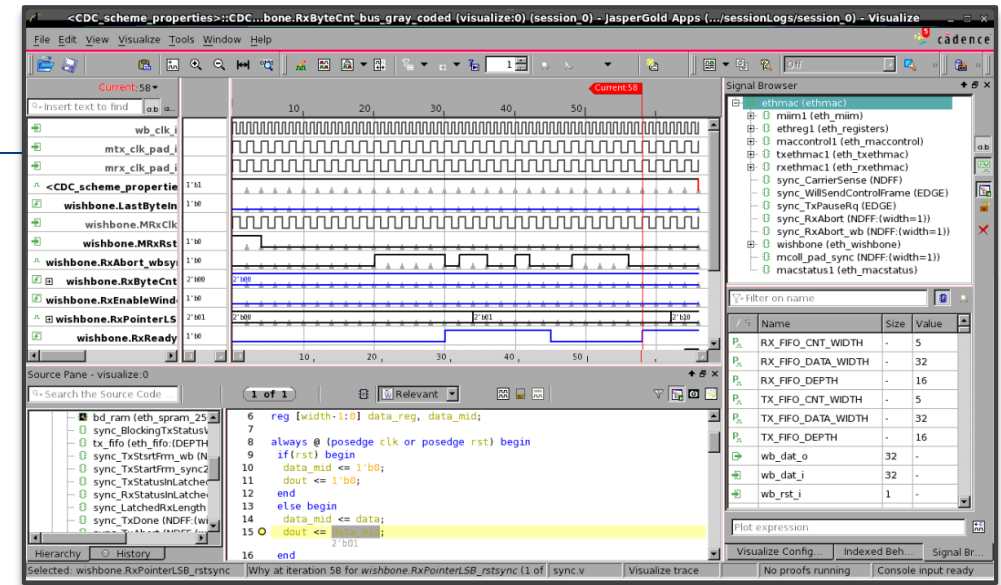 <CDC_scheme_properties>::CDC...bone.RxByteCnt_bus_gray_coded (visualize:0) (session_0) - JasperGold Apps (.../sessionLogs/session_0) - Visualize
File Edit View Visualize Tools Window Help
cādence
1
Off
Current:58
Insert text to find
a.b
a...
10
20
30
40
50
Current:58
wb_clk_i
mtx_clk_pad_i
mrx_clk_pad_i
<CDC_scheme_propertie 1'b1
wishbone.LastByteIn 1'b0
wishbone.MRxClk
wishbone.MRxRst 1'b0
wishbone.RxAbort_wbsy 1'b0
wishbone.RxByteCnt 2'b00 2'b00
wishbone.RxEnableWind 1'b0
wishbone.RxPointerLS 2'b01 2'b00 2'b01 2'b10
wishbone.RxReady 1'b0
10
20
30
40
50
Source Pane - visualize:0
Search the Source Code ...
1 of 1
Relevant
bd_ram (eth_spram_25
sync_BlockingTxStatusW
tx_fifo (eth_fifo:(DEPTH
sync_TxStsrtFrm_wb (N
sync_TxStartFrm_sync2
sync_TxStatusInLatched
sync_RxStatusInLatched
sync_LatchedRxLength
sync_TxDone (NDFF:(wi
Hierarchy
History
6 reg [width-1:0] data_reg, data_mid;
7
8 always @ (posedge clk or posedge rst) begin
9 if(rst) begin
10 data_mid <= 1'b0;
11 dout <= 1'b0;
12 end
13 else begin
14 data_mid <= data;
15 dout <= data_mid;
2'b01
16 end
Signal Browser
ethmac (ethmac)
miim1 (eth_miim)
ethreg1 (eth_registers)
maccontrol1 (eth_maccontrol)
txethmac1 (eth_txethmac)
rxethmac1 (eth_rxethmac)
sync_CarrierSense (NDFF)
sync_WillSendControlFrame (EDGE)
sync_TxPauseRq (EDGE)
sync_RxAbort (NDFF:(width=1))
sync_RxAbort_wb (NDFF:(width=1))
wishbone (eth_wishbone)
mcoll_pad_sync (NDFF:(width=1))
macstatus1 (eth_macstatus)
a.b
Filter on name
Name Size Value
RX_FIFO_CNT_WIDTH - 5
RX_FIFO_DATA_WIDTH - 32
RX_FIFO_DEPTH - 16
TX_FIFO_CNT_WIDTH - 5
TX_FIFO_DATA_WIDTH - 32
TX_FIFO_DEPTH - 16
wb_dat_o 32 -
wb_dat_i 32 -
wb_rst_i 1 -
Plot expression
Visualize Config...
Indexed Beh...
Signal Br...
Selected: wishbone.RxPointerLSB_rstsync
Why at iteration 58 for wishbone.RxPointerLSB_rstsync (1 of
sync.v
Visualize trace
No proofs running
Console input ready